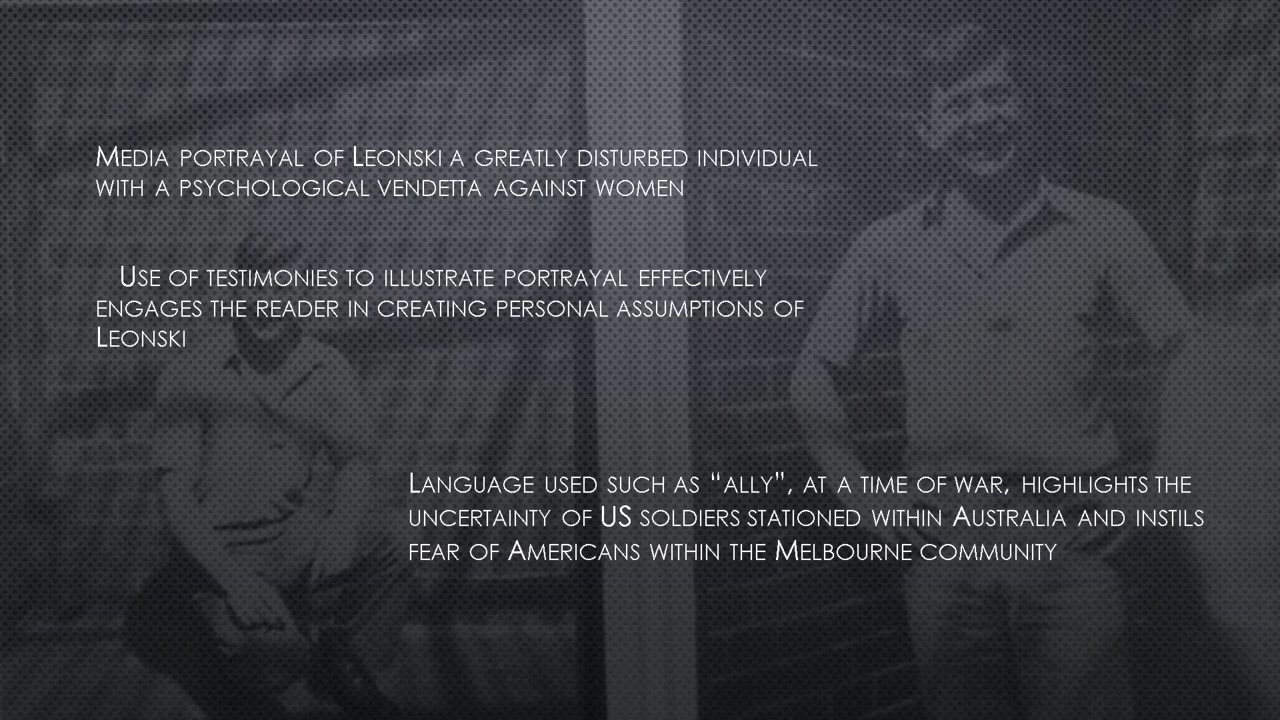 Media portrayal of Leonski a greatly disturbed individual
with a psychological vendetta against women
Use of testimonies to illustrate portrayal effectively
engages the reader in creating personal assumptions of
Leonski
Language used such as “ally”, at a time of war, highlights the
uncertainty of US soldiers stationed within Australia and instils
fear of Americans within the Melbourne community